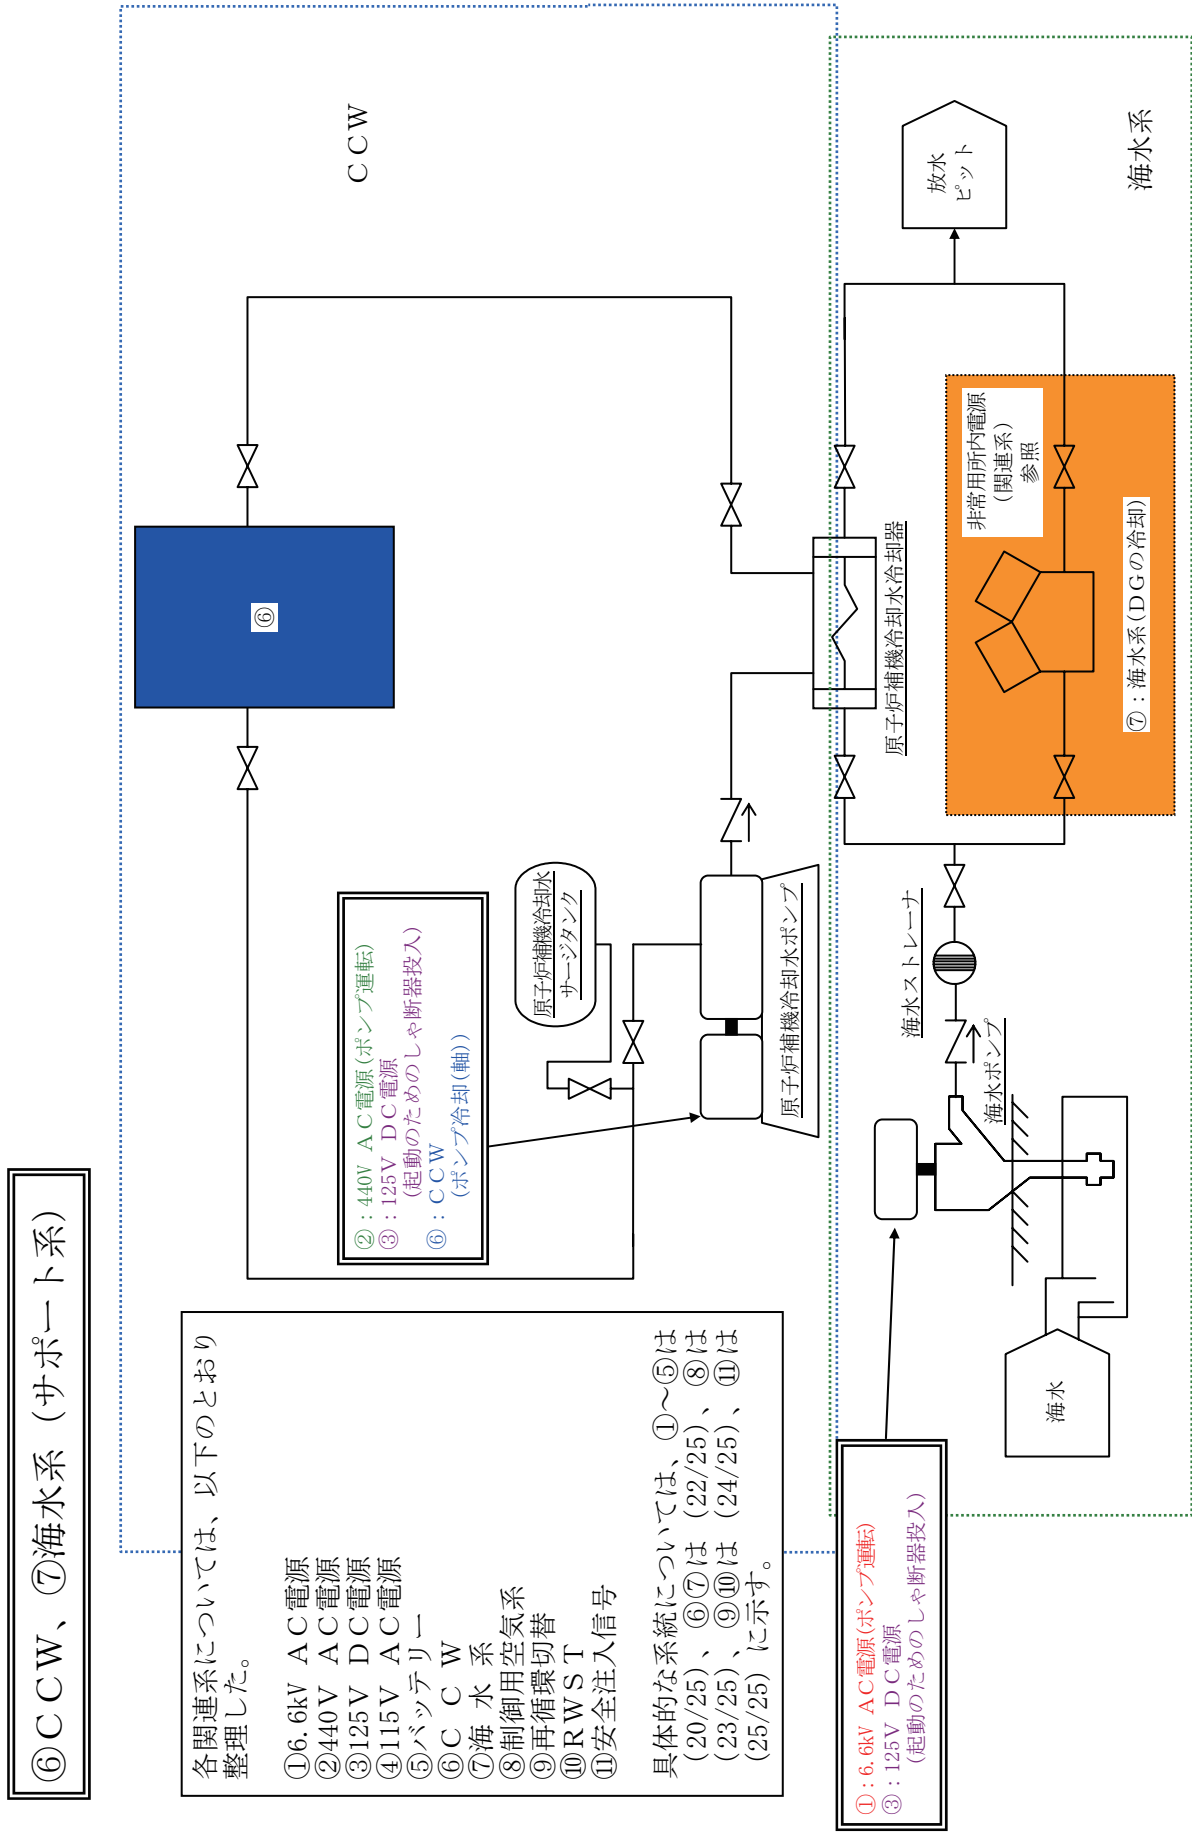 ⑥ＣＣＷ、⑦海水系（サポート系）
各関連系については、以下のとおり
整理した。
①6.6kV ＡＣ電源
②440V ＡＣ電源
③125V ＤＣ電源
④115V ＡＣ電源
⑤バッテリー
⑥Ｃ Ｃ Ｗ
⑦海 水 系
⑧制御用空気系
⑨再循環切替
⑩ＲＷＳＴ
⑪安全注入信号
具体的な系統については、①～⑤は
（20/25）、⑥⑦は（22/25）、⑧は
（23/25）、⑨⑩は（24/25）、⑪は
（25/25）に示す。
②：440V ＡＣ電源(ポンプ運転)
③：125V ＤＣ電源
(起動のためのしゃ断器投入)
⑥：ＣＣＷ
(ポンプ冷却(軸))
原子炉補機冷却水
サージタンク
原子炉補機冷却水ポンプ
⑥
ＣＣＷ
原子炉補機冷却水冷却器
①：6.6kV ＡＣ電源(ポンプ運転)
③：125V ＤＣ電源
(起動のためのしゃ断器投入)
海水
海水ポンプ
海水ストレーナ
非常用所内電源
（関連系）
参照
⑦：海水系(ＤＧの冷却)
放水
ピット
海水系